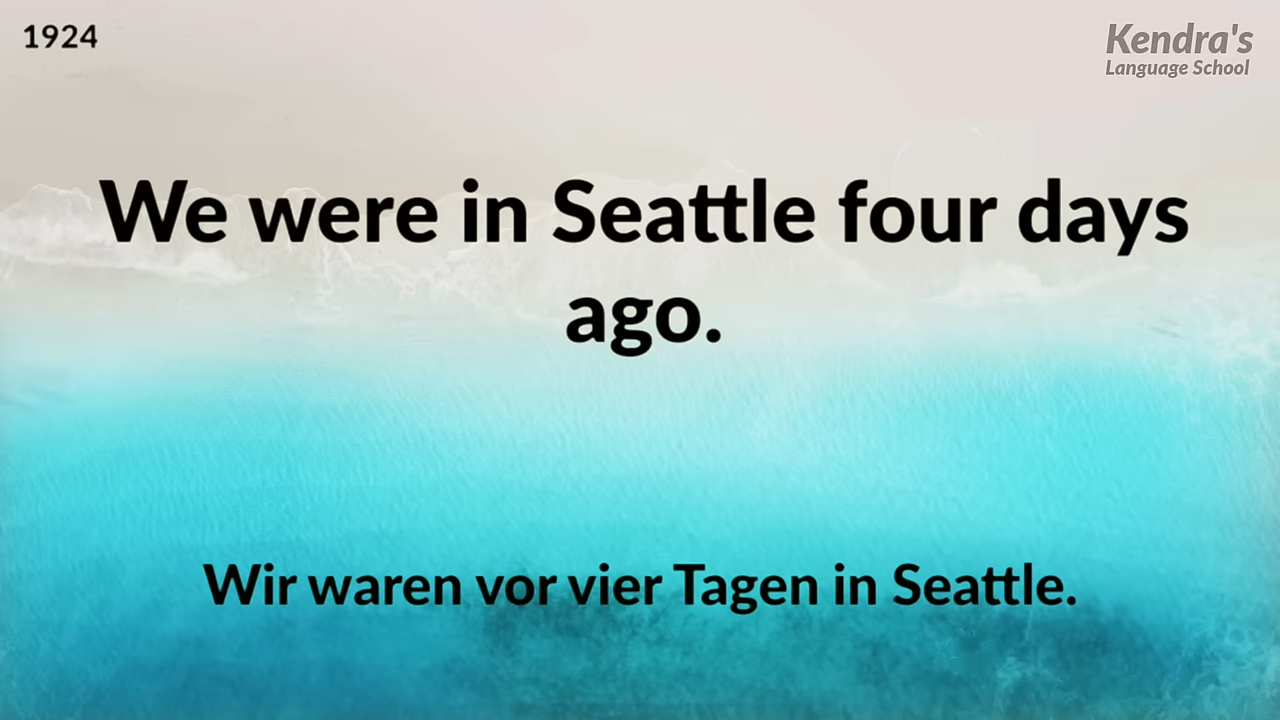 1924
Kendra's
Language School
We were in Seattle four days
ago.
Wir waren vor vier Tagen in Seattle.